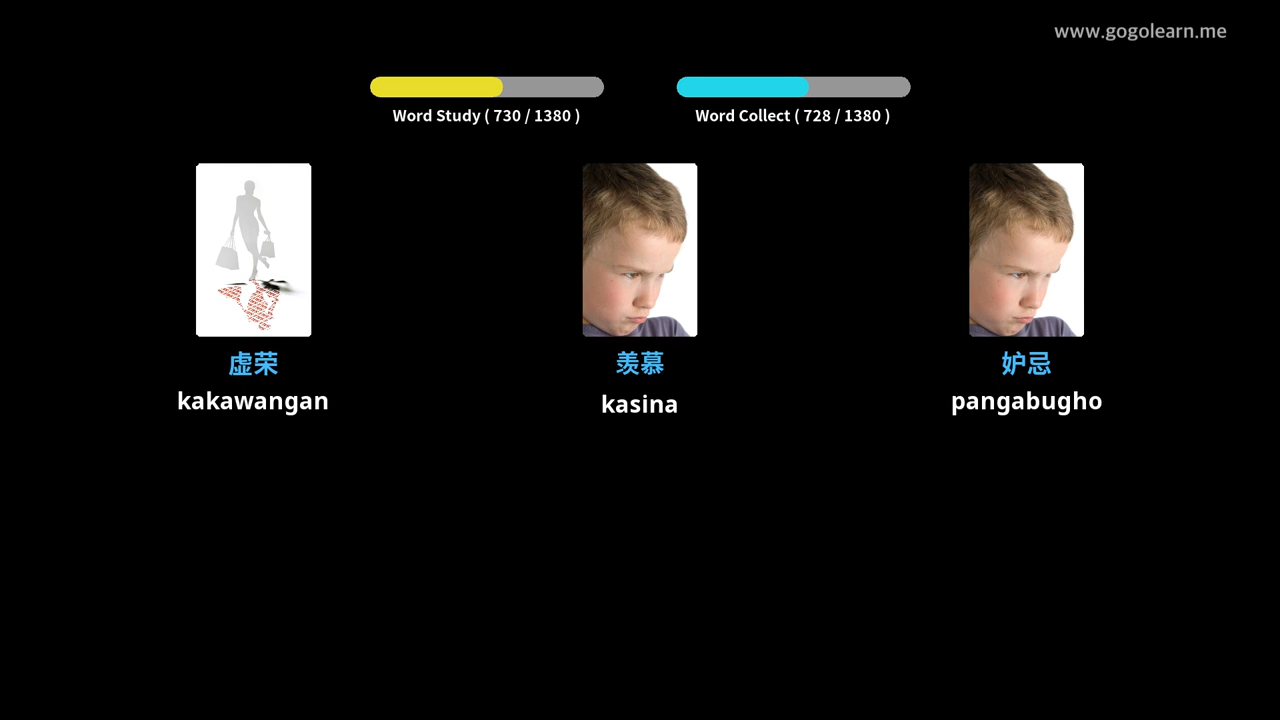 www.gogolearn.me
Word Study ( 730 / 1380 )
Word Collect ( 728 / 1380 )
虚荣
羡慕
妒忌
kakawangan
kasina
pangabugho